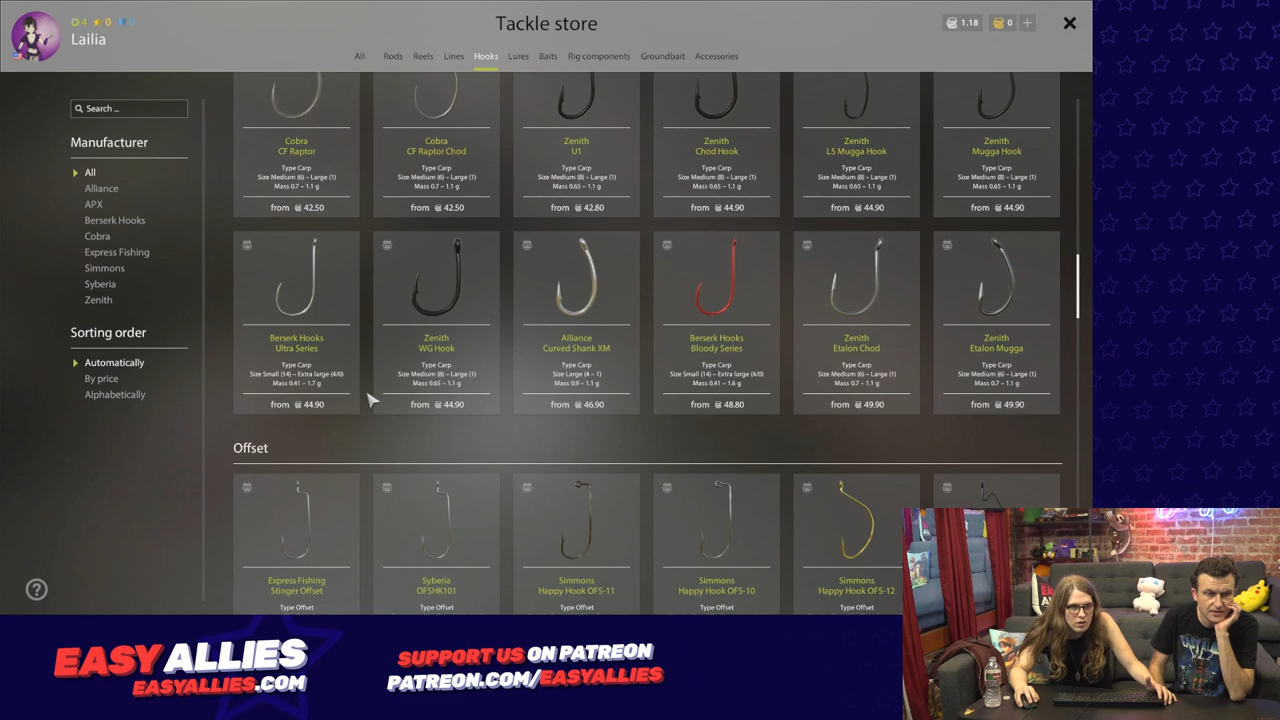 4 0 0
Lailia
Tackle store
1.18 0 +
All Rods Reels Lines Hooks Lures Baits Rig components Groundbait Accessories
Search ...
Manufacturer
All
Alliance
APX
Berserk Hooks
Cobra
Express Fishing
Simmons
Syberia
Zenith
Sorting order
Automatically
By price
Alphabetically
Cobra
CF Raptor
Type Carp
Size Medium (6) – Large (1)
Mass 0.7 – 1.1 g
from 42.50
Cobra
CF Raptor Chod
Type Carp
Size Medium (6) – Large (1)
Mass 0.7 – 1.1 g
from 42.50
Zenith
U1
Type Carp
Size Medium (8) – Large (1)
Mass 0.65 – 1.1 g
from 42.80
Zenith
Chod Hook
Type Carp
Size Medium (8) – Large (1)
Mass 0.65 – 1.1 g
from 44.90
Zenith
LS Mugga Hook
Type Carp
Size Medium (8) – Large (1)
Mass 0.65 – 1.1 g
from 44.90
Zenith
Mugga Hook
Type Carp
Size Medium (8) – Large (1)
Mass 0.65 – 1.1 g
from 44.90
Berserk Hooks
Ultra Series
Type Carp
Size Small (14) – Extra large (4/0)
Mass 0.41 – 1.7 g
from 44.90
Zenith
WG Hook
Type Carp
Size Medium (8) – Large (1)
Mass 0.65 – 1.1 g
from 44.90
Alliance
Curved Shank XM
Type Carp
Size Large (4 – 1)
Mass 0.9 – 1.1 g
from 46.90
Berserk Hooks
Bloody Series
Type Carp
Size Small (14) – Extra large (4/0)
Mass 0.41 – 1.6 g
from 48.80
Zenith
Etalon Chod
Type Carp
Size Medium (6) – Large (1)
Mass 0.7 – 1.1 g
from 49.90
Zenith
Etalon Mugga
Type Carp
Size Medium (6) – Large (1)
Mass 0.7 – 1.1 g
from 49.90
Offset
Express Fishing
Stinger Offset
Type Offset
Syberia
OFSHK101
Type Offset
Simmons
Happy Hook OFS-11
Type Offset
Simmons
Happy Hook OFS-10
Type Offset
Simmons
Happy Hook OFS-12
Type Offset
?
EASY ALLIES
EASYALLIES.COM
SUPPORT US ON PATREON
PATREON.COM/EASYALLIES